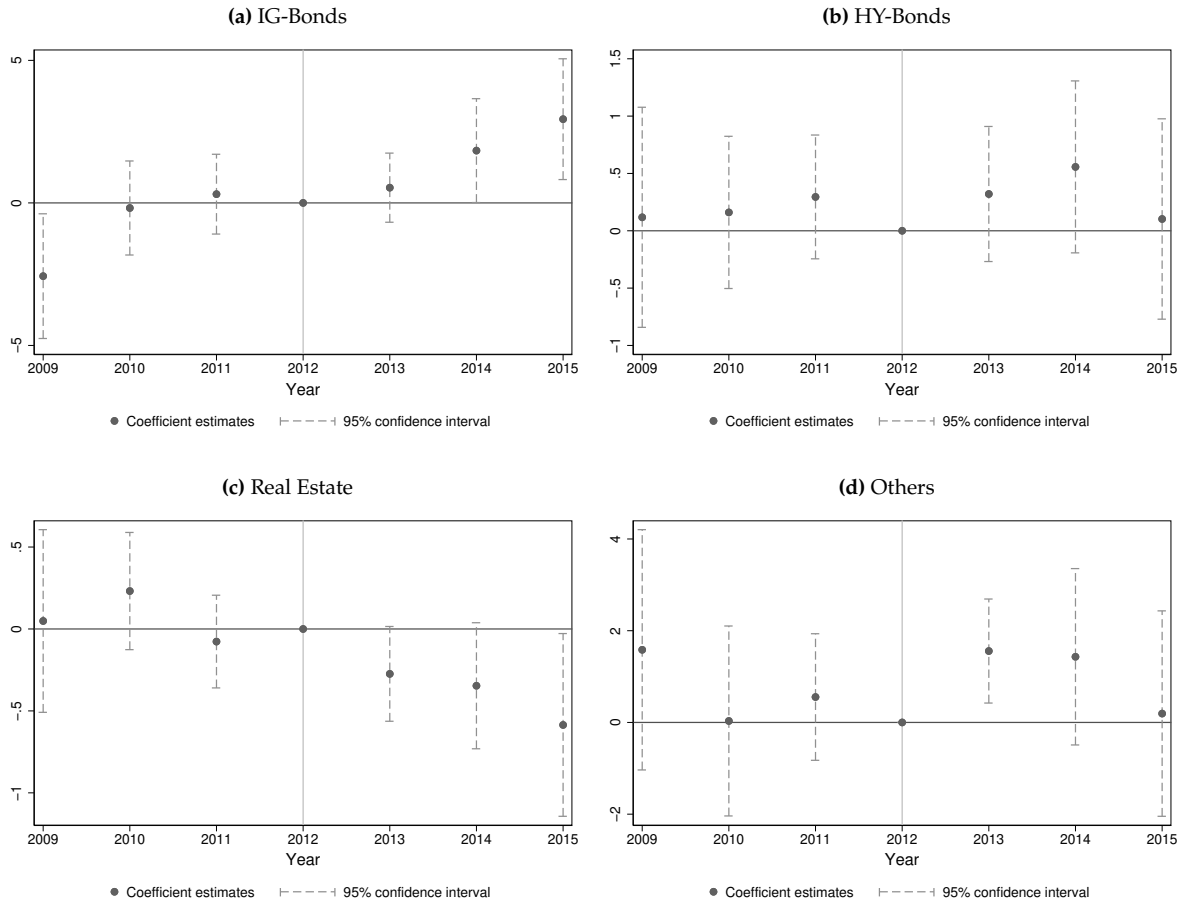 (a) IG-Bonds
5
0
-5
2009 2010 2011 2012 2013 2014 2015
Year
Coefficient estimates 95% confidence interval
(b) HY-Bonds
1.5
1
.5
0
-.5
-1
2009 2010 2011 2012 2013 2014 2015
Year
Coefficient estimates 95% confidence interval
(c) Real Estate
.5
0
-.5
-1
2009 2010 2011 2012 2013 2014 2015
Year
Coefficient estimates 95% confidence interval
(d) Others
4
2
0
-2
2009 2010 2011 2012 2013 2014 2015
Year
Coefficient estimates 95% confidence interval